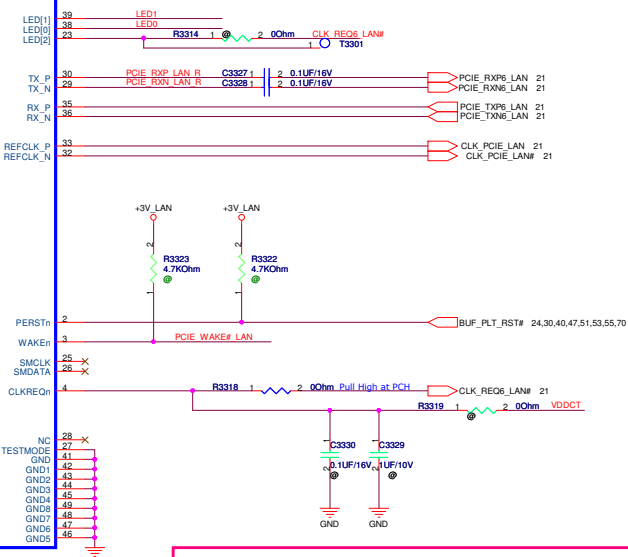 LED[1] 39 LED1
LED[0] 38 LED0
LED[2] 23 R3314 1 @ 2 0Ohm CLK_REQ6_LAN#
1 T3301
TX_P 30 PCIE_RXP_LAN_R C3327 1 2 0.1UF/16V PCIE_RXP6_LAN 21
TX_N 29 PCIE_RXN_LAN_R C3328 1 2 0.1UF/16V PCIE_RXN6_LAN 21
RX_P 35 PCIE_TXP6_LAN 21
RX_N 36 PCIE_TXN6_LAN 21
REFCLK_P 33 CLK_PCIE_LAN 21
REFCLK_N 32 CLK_PCIE_LAN# 21
+3V_LAN +3V_LAN
2 2
R3323 R3322
4.7KOhm 4.7KOhm
@ @
1 1
PERSTn 2 BUF_PLT_RST# 24,30,40,47,51,53,55,70
WAKEn 3 PCIE_WAKE#_LAN
SMCLK 25
SMDATA 26
CLKREQn 4 R3318 1 2 0Ohm Pull High at PCH CLK_REQ6_LAN# 21
R3319 1 @ 2 0Ohm VDDCT
NC 28
TESTMODE 27
1 C3330 1 C3329
2 0.1UF/16V 2 1UF/10V
@ @
GND GND
GND 41
GND1 42
GND2 43
GND3 44
GND4 45
GND8 49
GND7 48
GND6 47
GND5 46